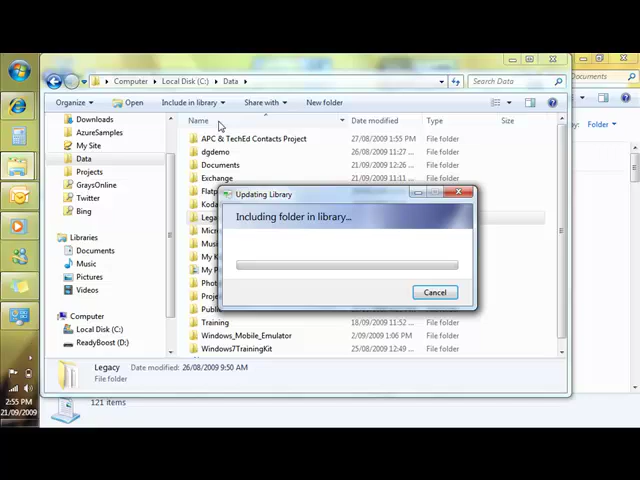 Documents
Computer
Local Disk (C:)
Data
Search Data
Organize
Open
Include in library
Share with
New folder
Folder
Name
Date modified
Type
Size
Downloads
AzureSamples
My Site
Data
Projects
GraysOnline
Twitter
Bing
Libraries
Documents
Music
Pictures
Videos
Computer
Local Disk (C:)
ReadyBoost (D:)
APC & TechEd Contacts Project 27/08/2009 1:55 PM File folder
dgdemo 26/08/2009 11:27 ... File folder
Documents 21/09/2009 12:26 ... File folder
Exchange 21/09/2009 11:11 ... File folder
Updating Library
Including folder in library...
Cancel
Training 18/09/2009 11:52 ... File folder
Windows_Mobile_Emulator 2/09/2009 1:06 PM File folder
Windows7TrainingKit 25/08/2009 12:49 ... File folder
Legacy Date modified: 26/08/2009 9:50 AM
File folder
121 items
2:55 PM
21/09/2009